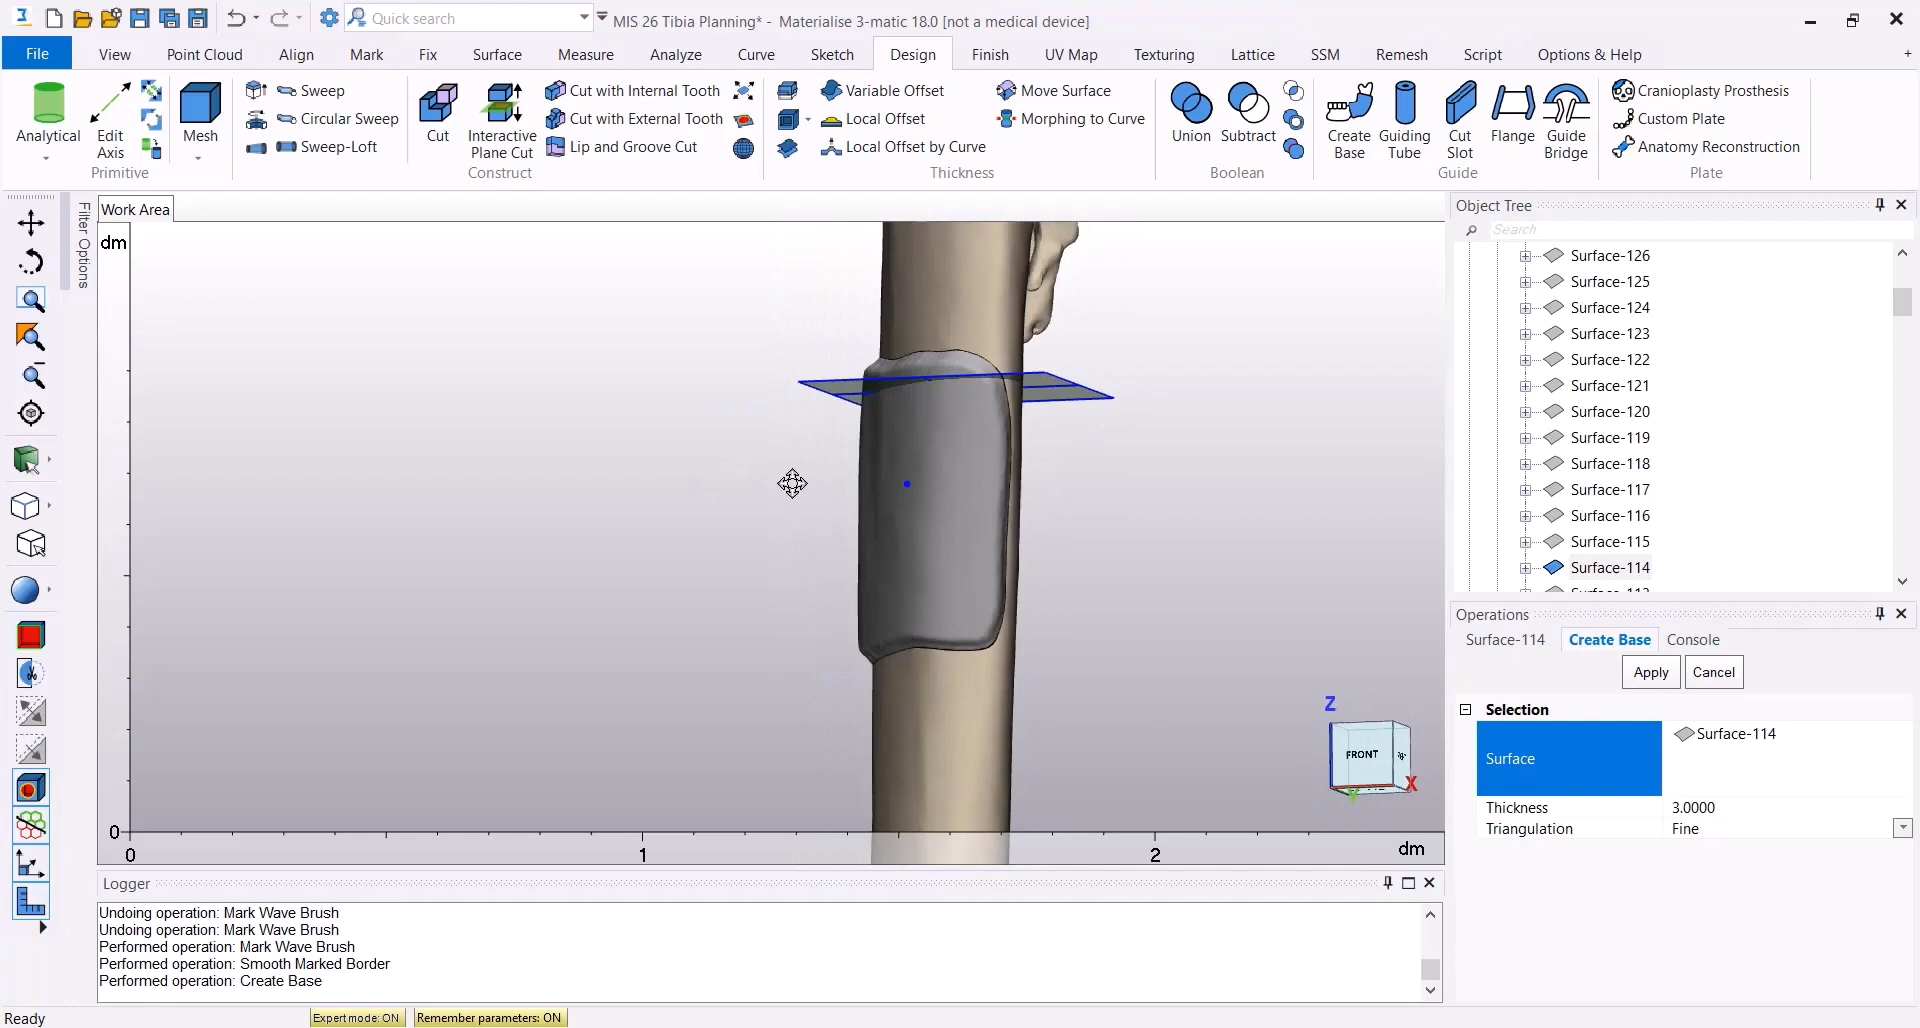 Quick search
MIS 26 Tibia Planning* - Materialise 3-matic 18.0 [not a medical device]
File
View
Point Cloud
Align
Mark
Fix
Surface
Measure
Analyze
Curve
Sketch
Design
Finish
UV Map
Texturing
Lattice
SSM
Remesh
Script
Options & Help
Analytical
Edit Axis
Mesh
Primitive
Sweep
Circular Sweep
Sweep-Loft
Cut
Interactive Plane Cut
Cut with Internal Tooth
Cut with External Tooth
Lip and Groove Cut
Construct
Variable Offset
Local Offset
Local Offset by Curve
Move Surface
Morphing to Curve
Thickness
Union
Subtract
Boolean
Create Base
Guiding Tube
Cut Slot
Flange
Guide Bridge
Guide
Cranioplasty Prosthesis
Custom Plate
Anatomy Reconstruction
Plate
Filter Options
Work Area
dm
0
0
1
2
dm
Z
FRONT
X
Y
Object Tree
Search
Surface-126
Surface-125
Surface-124
Surface-123
Surface-122
Surface-121
Surface-120
Surface-119
Surface-118
Surface-117
Surface-116
Surface-115
Surface-114
Operations
Surface-114
Create Base
Console
Apply
Cancel
Selection
Surface
Surface-114
Thickness
3.0000
Triangulation
Fine
Logger
Undoing operation: Mark Wave Brush
Undoing operation: Mark Wave Brush
Performed operation: Mark Wave Brush
Performed operation: Smooth Marked Border
Performed operation: Create Base
Ready
Expert mode: ON
Remember parameters: ON